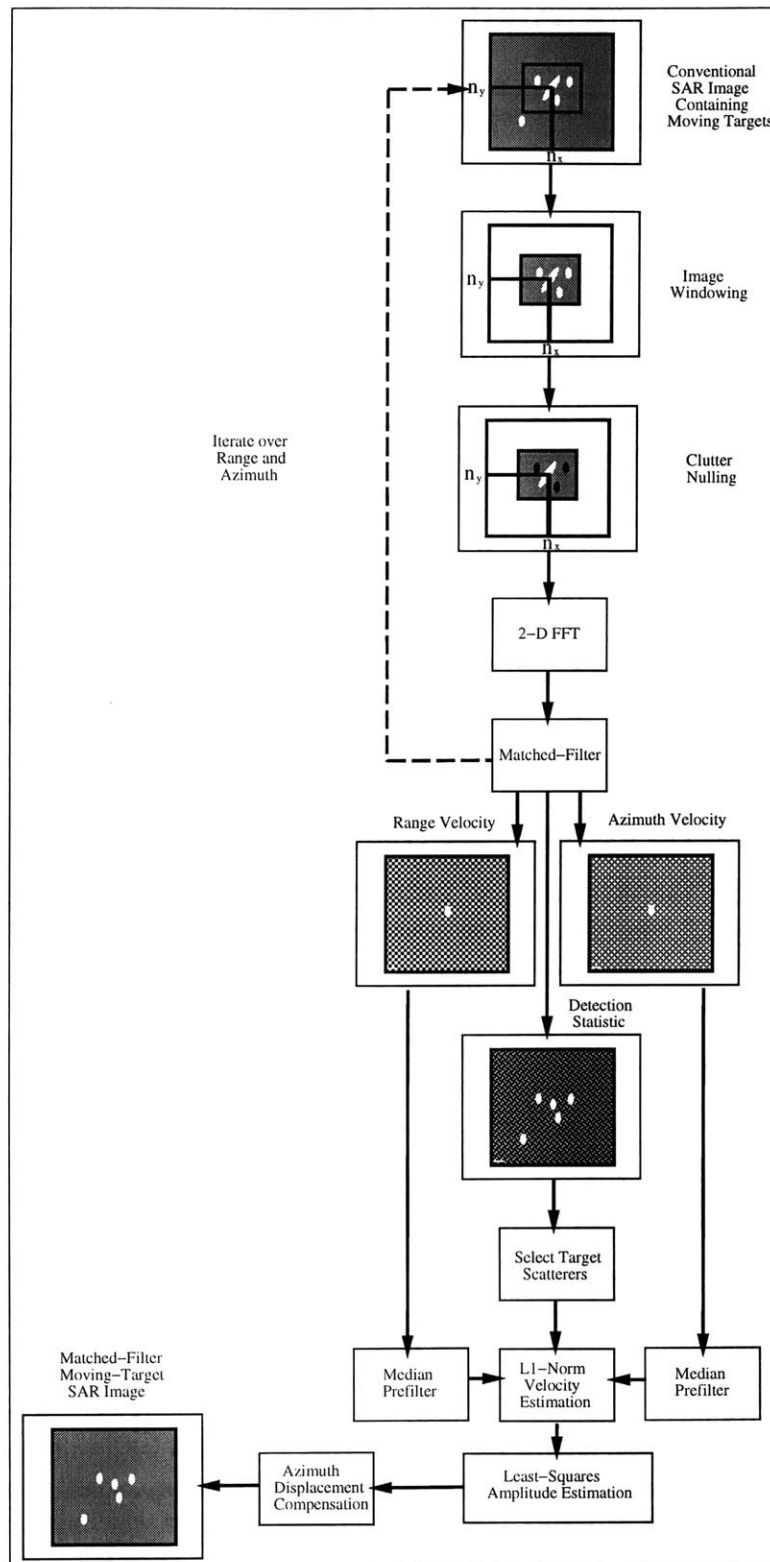 Conventional
SAR Image
Containing
Moving Targets
n_y
n_x
Image
Windowing
n_y
n_x
Iterate over
Range and
Azimuth
Clutter
Nulling
n_y
n_x
2-D FFT
Matched-Filter
Range Velocity
Azimuth Velocity
Detection
Statistic
Select Target
Scatterers
Matched-Filter
Moving-Target
SAR Image
Median
Prefilter
L1-Norm
Velocity
Estimation
Median
Prefilter
Azimuth
Displacement
Compensation
Least-Squares
Amplitude Estimation